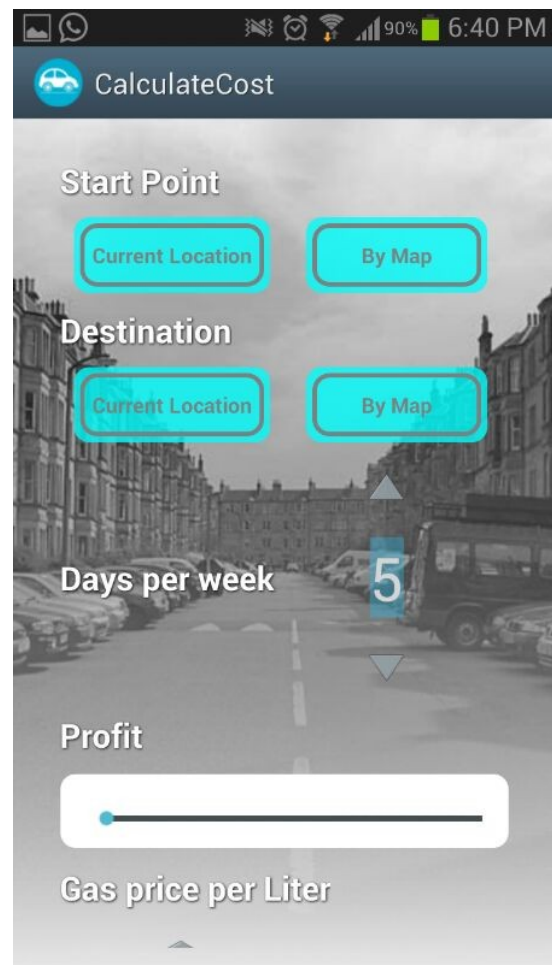 90% 6:40 PM
CalculateCost
Start Point
Current Location By Map
Destination
Current Location By Map
Days per week 5
Profit
Gas price per Liter